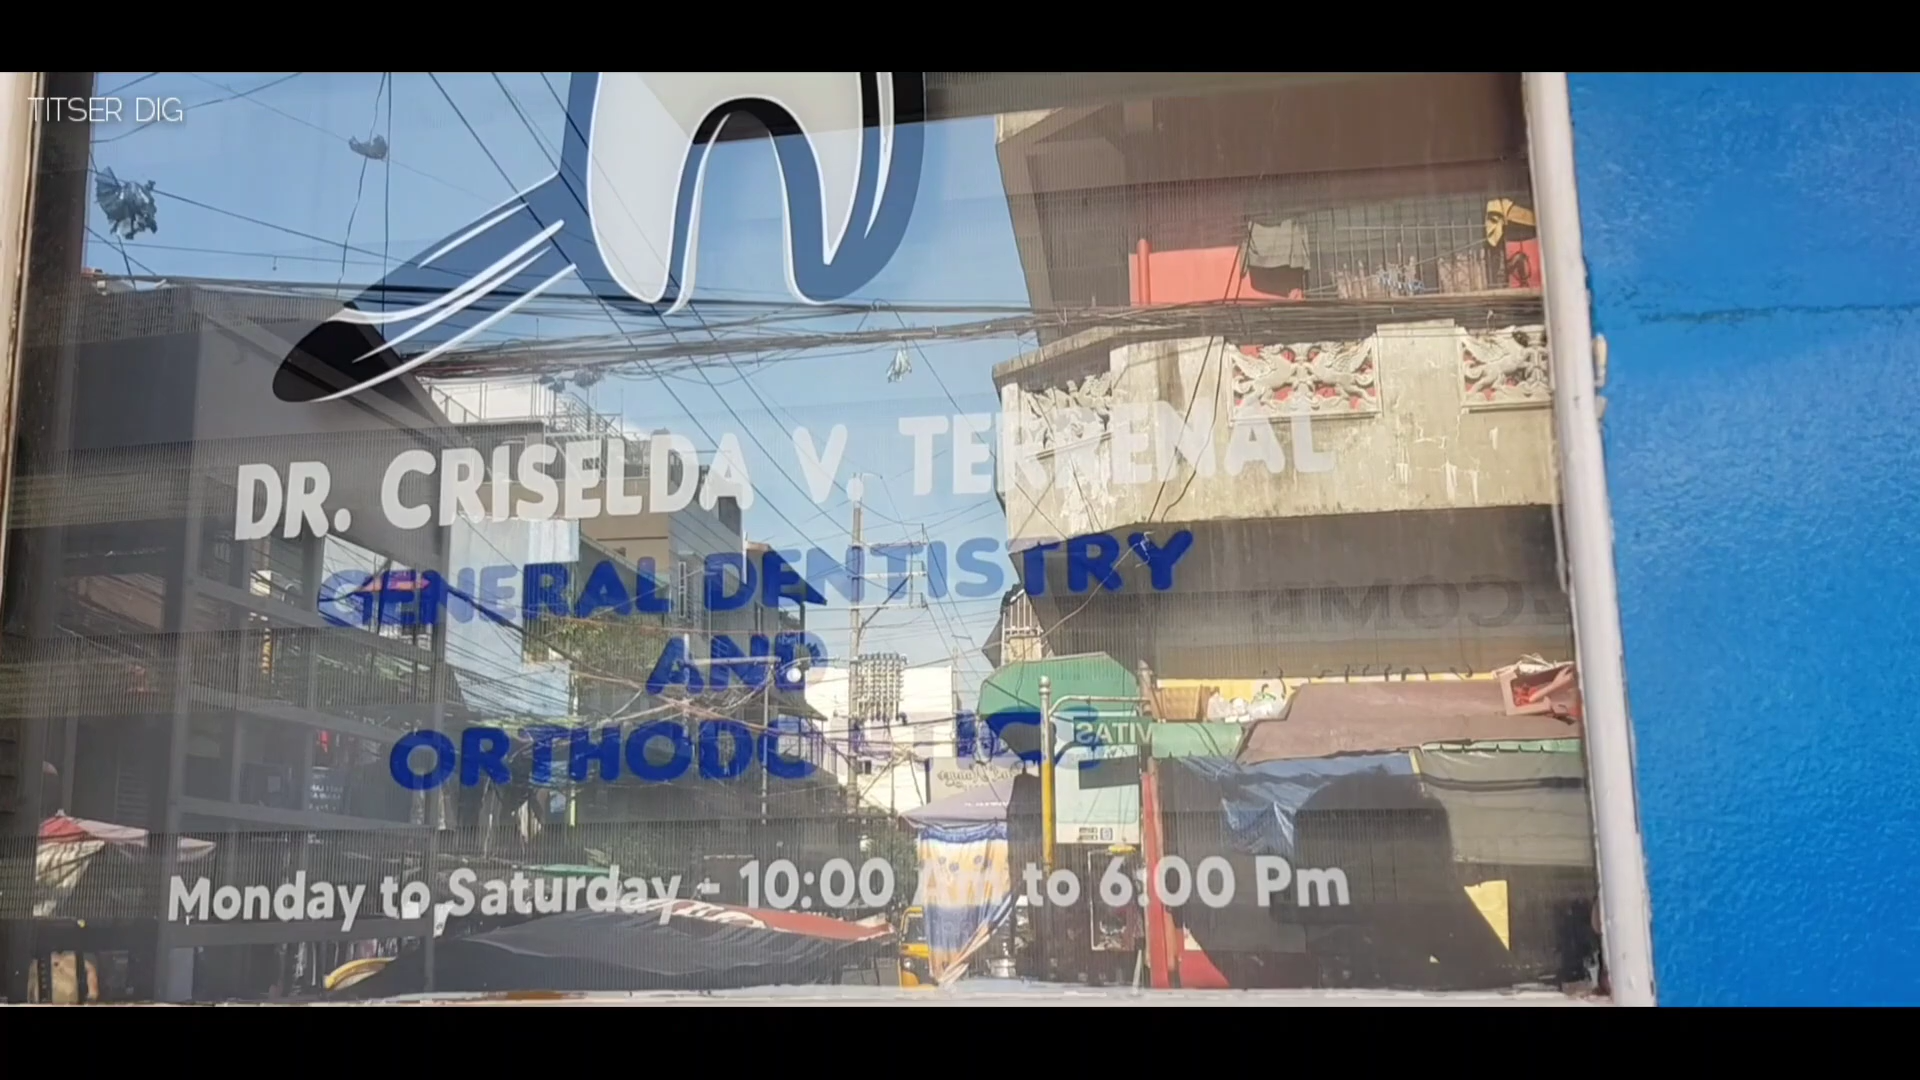 TITSER DIG
DR. CRISELDA V. TERRENAL
GENERAL DENTISTRY
AND
ORTHODONTICS
VITAS
Monday to Saturday - 10:00 Am to 6:00 Pm